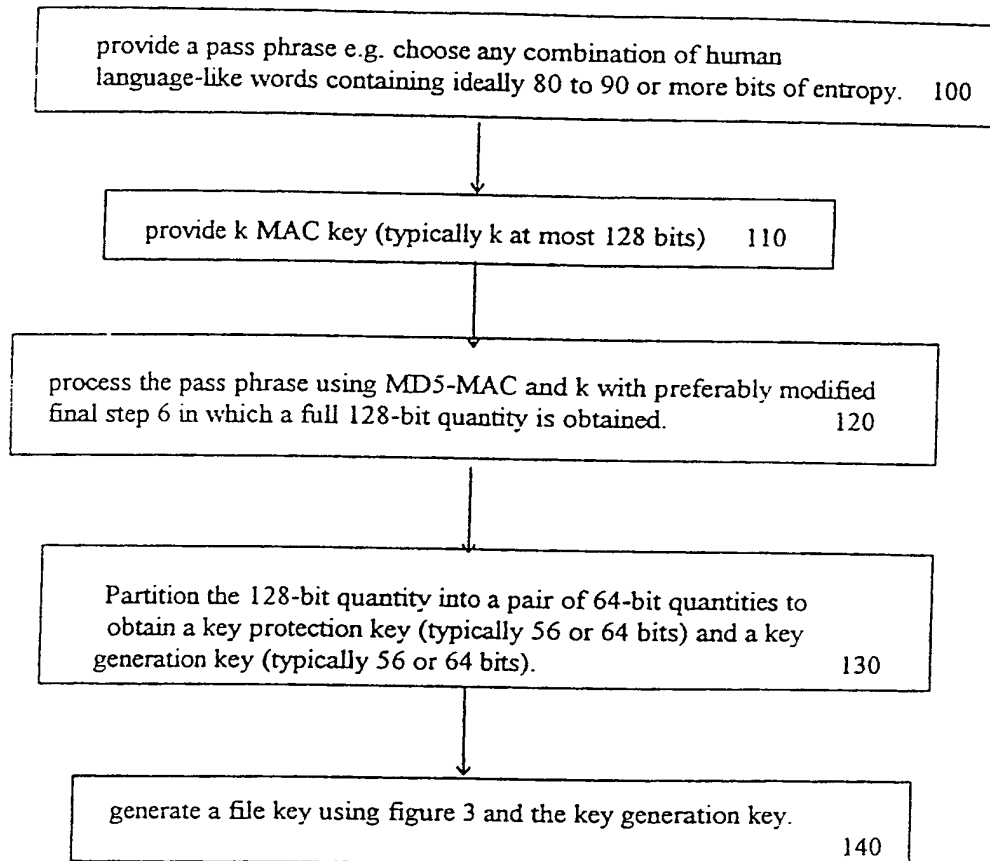 provide a pass phrase e.g. choose any combination of human
language-like words containing ideally 80 to 90 or more bits of entropy. 100
provide k MAC key (typically k at most 128 bits) 110
process the pass phrase using MD5-MAC and k with preferably modified
final step 6 in which a full 128-bit quantity is obtained. 120
Partition the 128-bit quantity into a pair of 64-bit quantities to
obtain a key protection key (typically 56 or 64 bits) and a key
generation key (typically 56 or 64 bits). 130
generate a file key using figure 3 and the key generation key.
140